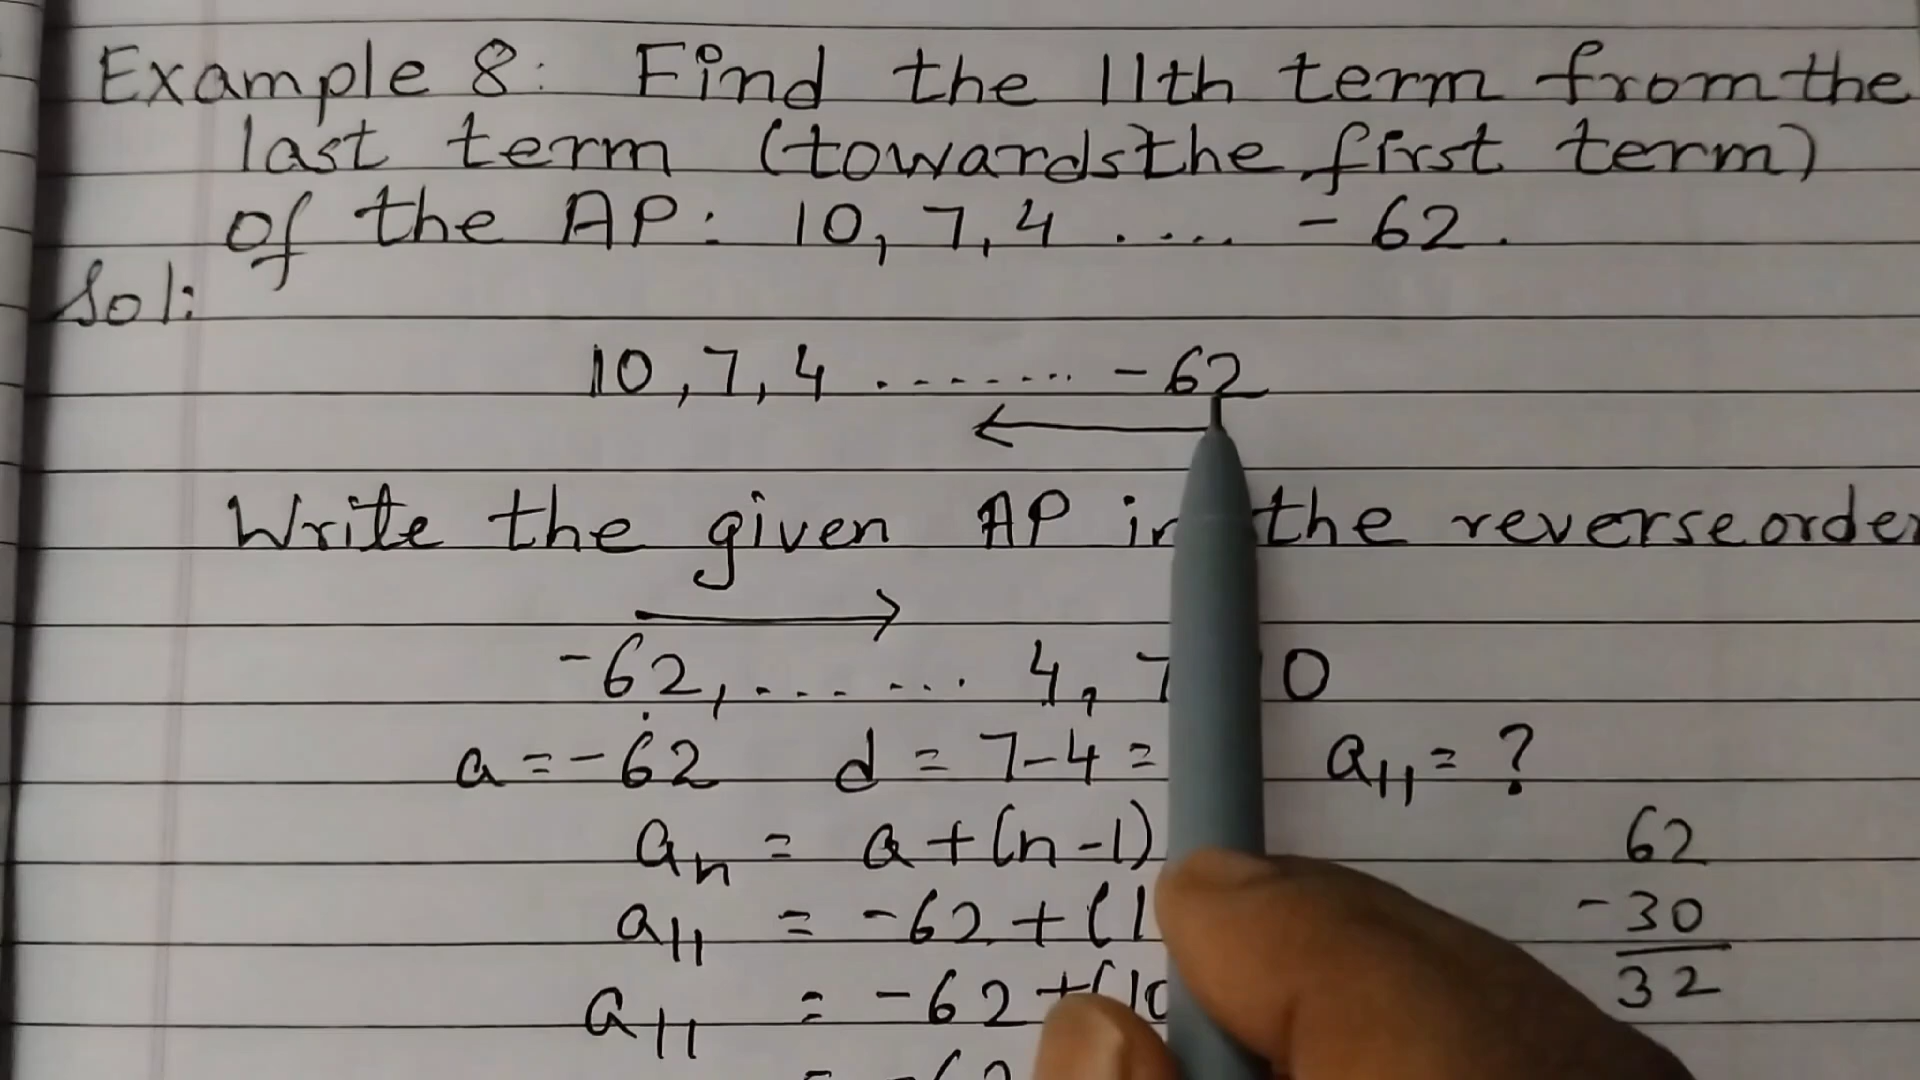 Example 8: Find the 11th term from the
last term (towards the first term)
of the AP: 10, 7, 4 .... - 62.
Sol:
10, 7, 4 ........ - 62
Write the given AP the reverse order
-62, ....... 4, 7 0
a = - 62 d = 7-4 = a11 = ?
an = a + (n-1)
62
a11 = -62 + (1
- 30
a11 = -62 + (10
32
= -62